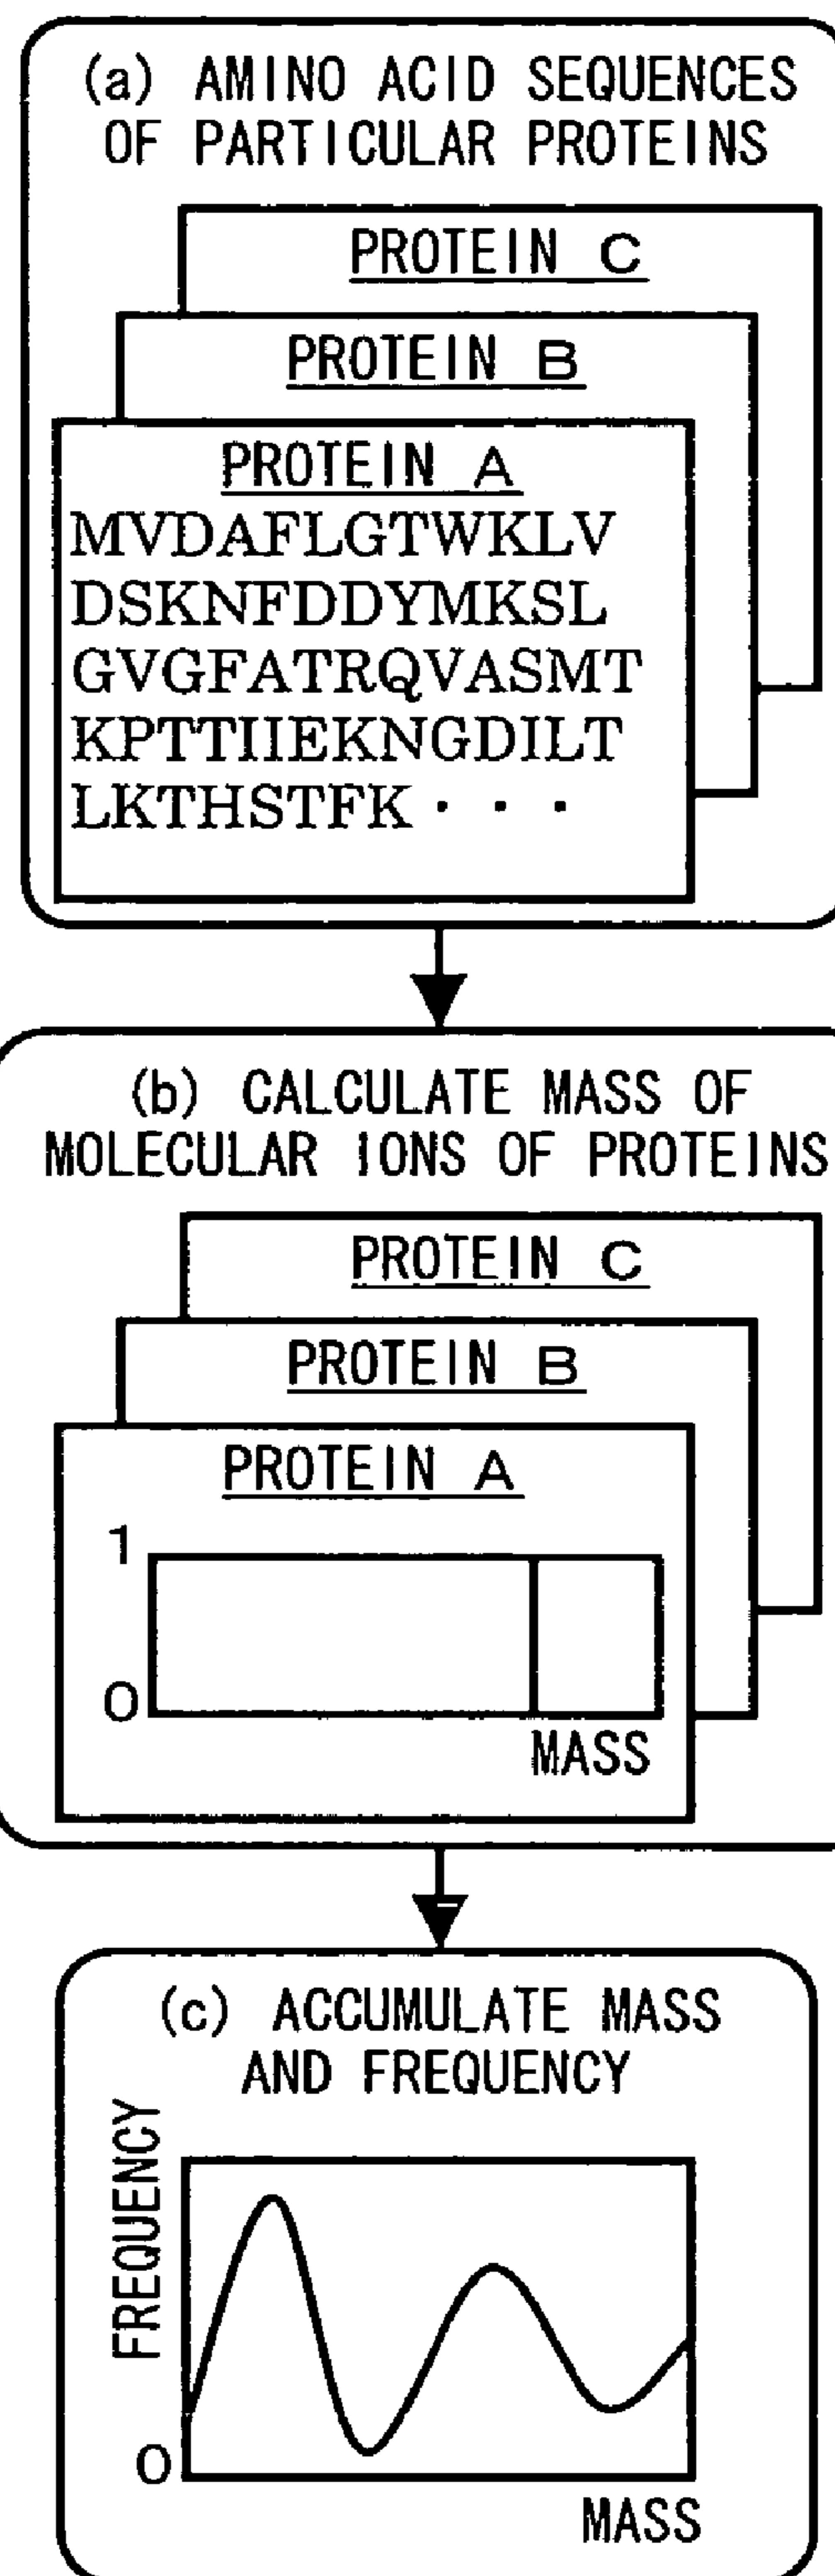 (a) AMINO ACID SEQUENCES
OF PARTICULAR PROTEINS
PROTEIN C
PROTEIN B
PROTEIN A
MVDAFLGTWKLV
DSKNFDDYMKSL
GVGFATRQVASMT
KPTTIIEKNGDILT
LKTHSTFK · · ·
(b) CALCULATE MASS OF
MOLECULAR IONS OF PROTEINS
PROTEIN C
PROTEIN B
PROTEIN A
1
0
MASS
(c) ACCUMULATE MASS
AND FREQUENCY
FREQUENCY
0
MASS